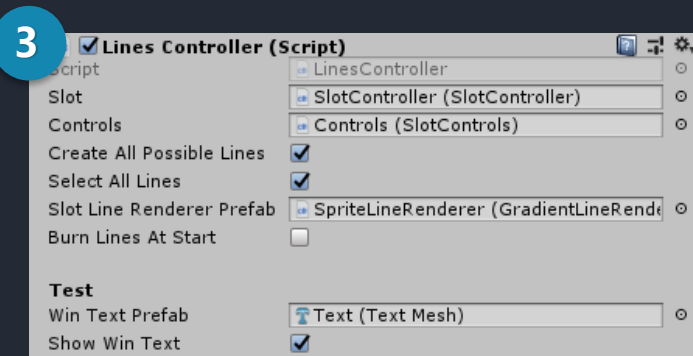 3
Lines Controller (Script)
Script LinesController
Slot SlotController (SlotController)
Controls Controls (SlotControls)
Create All Possible Lines
Select All Lines
Slot Line Renderer Prefab SpriteLineRenderer (GradientLineRende
Burn Lines At Start
Test
Win Text Prefab Text (Text Mesh)
Show Win Text